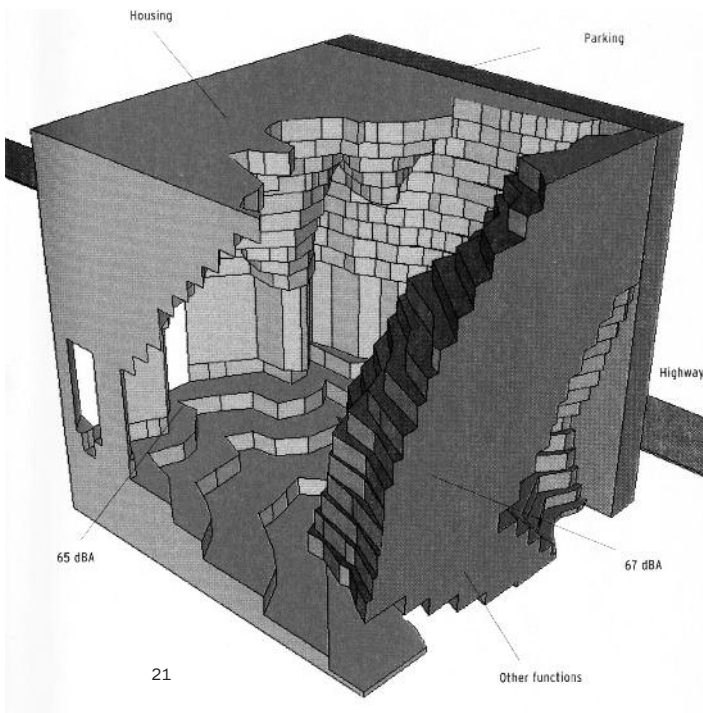 Housing
Parking
Highway
65 dBA
67 dBA
21
Other functions